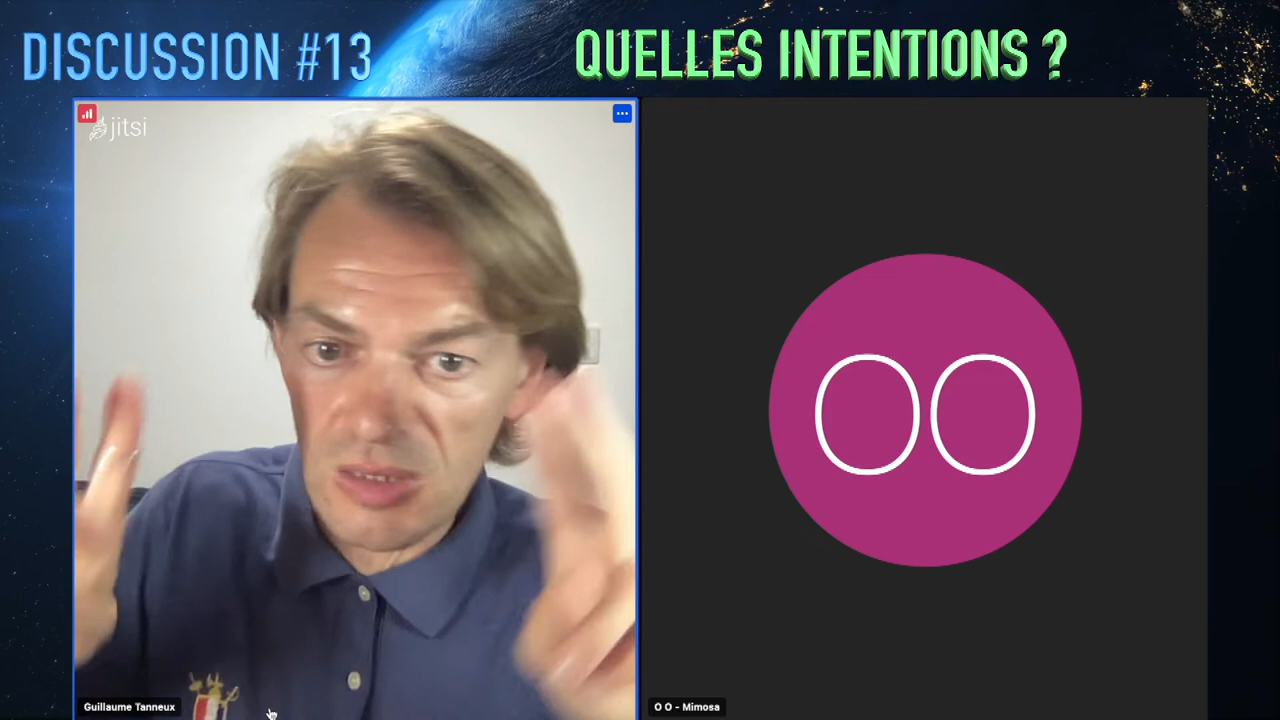 DISCUSSION #13
QUELLES INTENTIONS ?
jitsi
OO
Guillaume Tanneux
O O - Mimosa